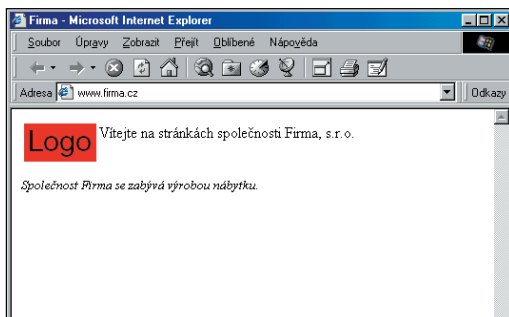 Firma - Microsoft Internet Explorer
Soubor Úpravy Zobrazit Přejít Oblíbené Nápověda
Adresa www.firma.cz Odkazy
Logo Vítejte na stránkách společnosti Firma, s.r.o.
Společnost Firma se zabývá výrobou nábytku.